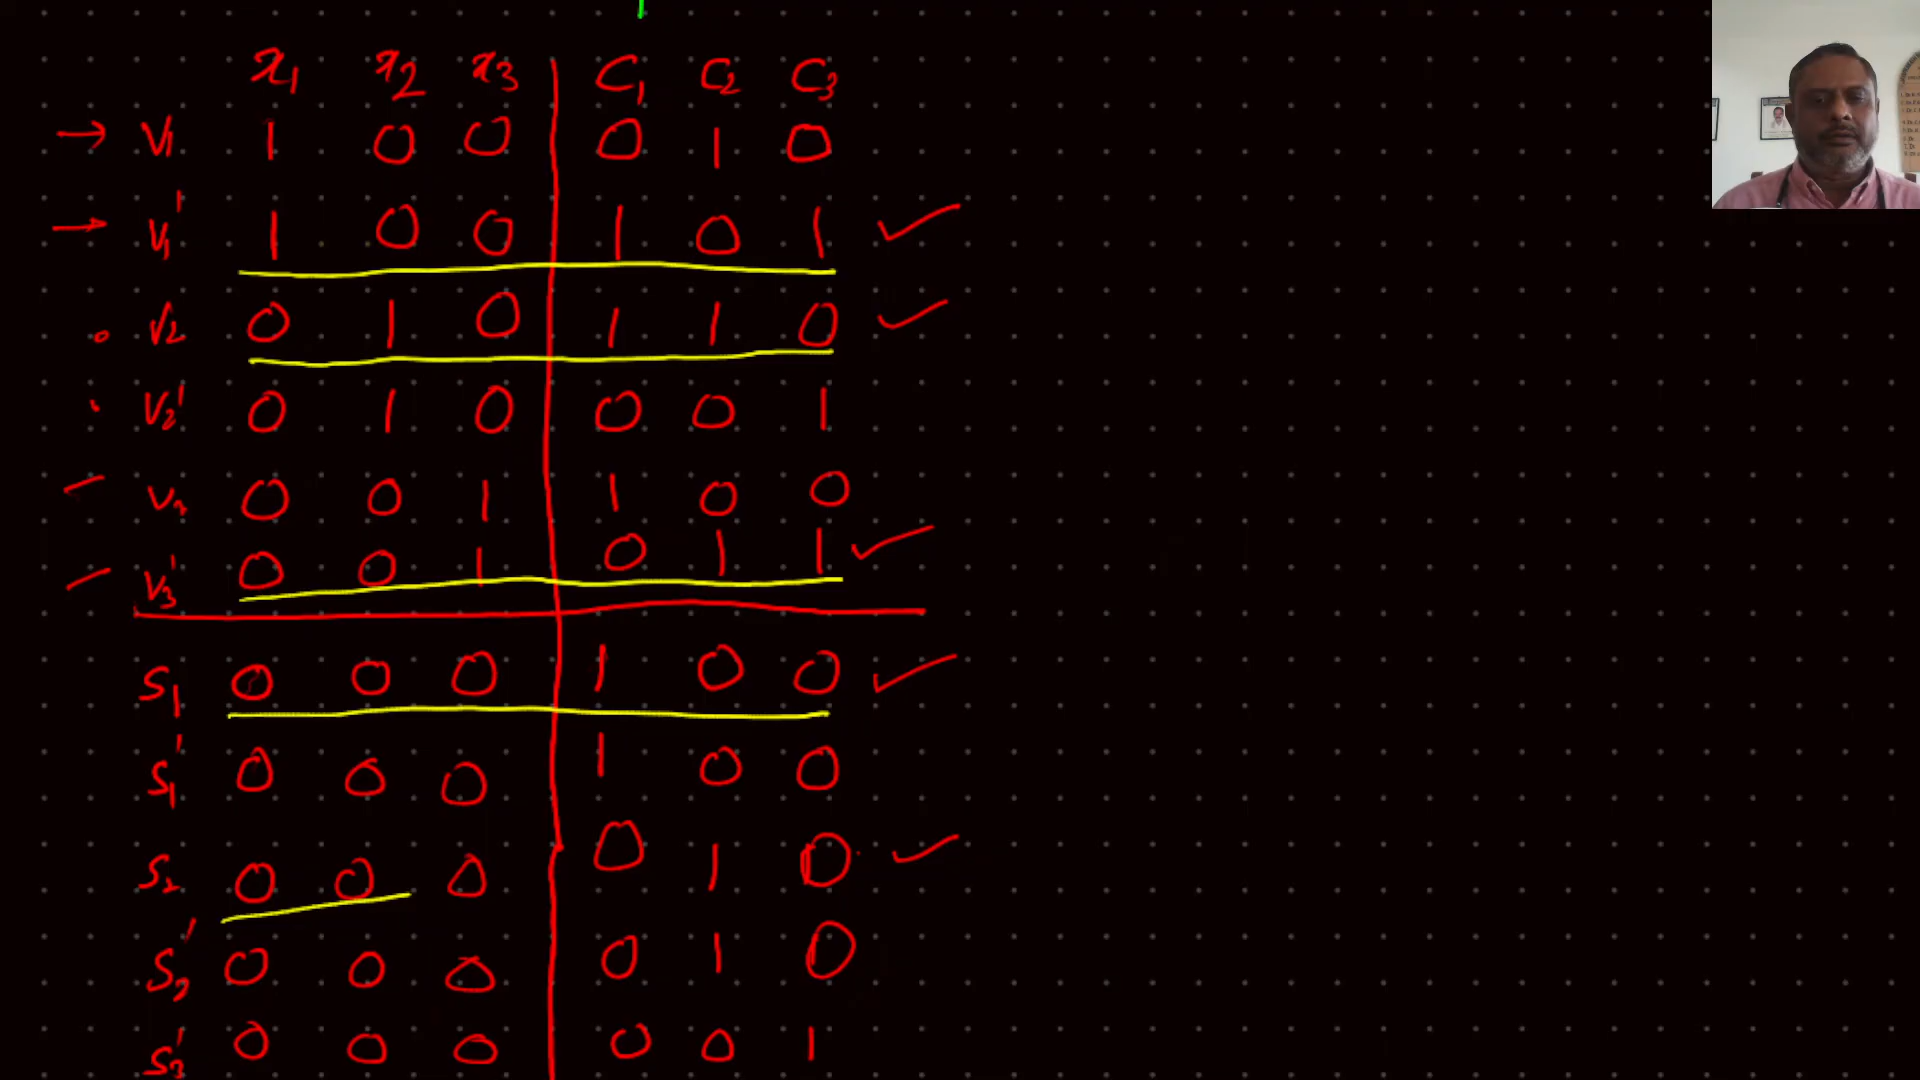 x₁ x₂ x₃ C₁ C₂ C₃
→ V₁ 1 0 0 0 1 0
→ V₁' 1 0 0 1 0 1 ✓
V₂ 0 1 0 1 1 0 ✓
V₂' 0 1 0 0 0 1
V₃ 0 0 1 1 0 0
V₃' 0 0 1 0 1 1 ✓
S₁ 0 0 0 1 0 0 ✓
S₁' 0 0 0 1 0 0
S₂ 0 0 0 0 1 0 ✓
S₂' 0 0 0 0 1 0
S₃' 0 0 0 0 0 1